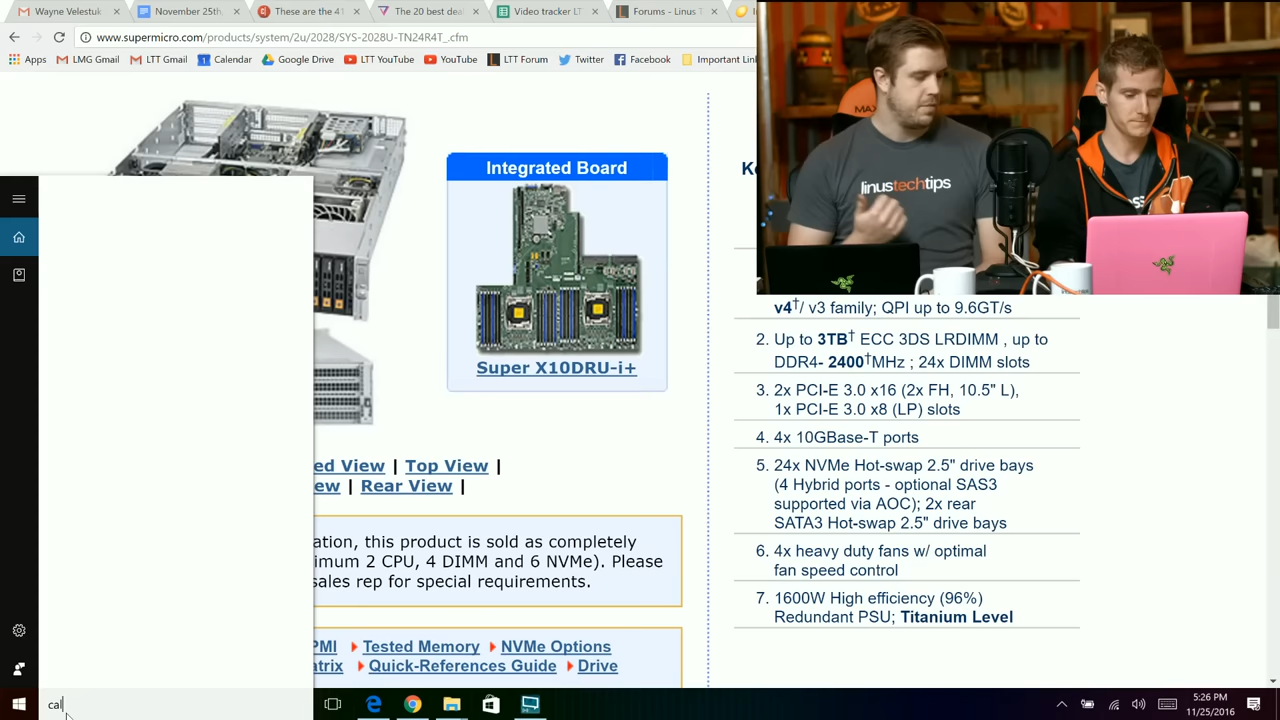 Wayne Velestuk
November 25th,
These are the 41
The 20 best dea
Video tracker LT
Forums - Linus T
www.supermicro.com/products/system/2u/2028/SYS-2028U-TN24R4T_.cfm
Apps
LMG Gmail
LTT Gmail
Calendar
Google Drive
LTT YouTube
YouTube
LTT Forum
Twitter
Facebook
Important Lin
linustechtips
Integrated Board
Super X10DRU-i+
Ke
v4†/ v3 family; QPI up to 9.6GT/s
2. Up to 3TB† ECC 3DS LRDIMM , up to
DDR4- 2400†MHz ; 24x DIMM slots
3. 2x PCI-E 3.0 x16 (2x FH, 10.5" L),
1x PCI-E 3.0 x8 (LP) slots
4. 4x 10GBase-T ports
5. 24x NVMe Hot-swap 2.5" drive bays
(4 Hybrid ports - optional SAS3
supported via AOC); 2x rear
SATA3 Hot-swap 2.5" drive bays
6. 4x heavy duty fans w/ optimal
fan speed control
7. 1600W High efficiency (96%)
Redundant PSU; Titanium Level
ed View | Top View |
ew | Rear View |
ation, this product is sold as completely
imum 2 CPU, 4 DIMM and 6 NVMe). Please
sales rep for special requirements.
PMI Tested Memory NVMe Options
atrix Quick-References Guide Drive
cal
5:26 PM
11/25/2016